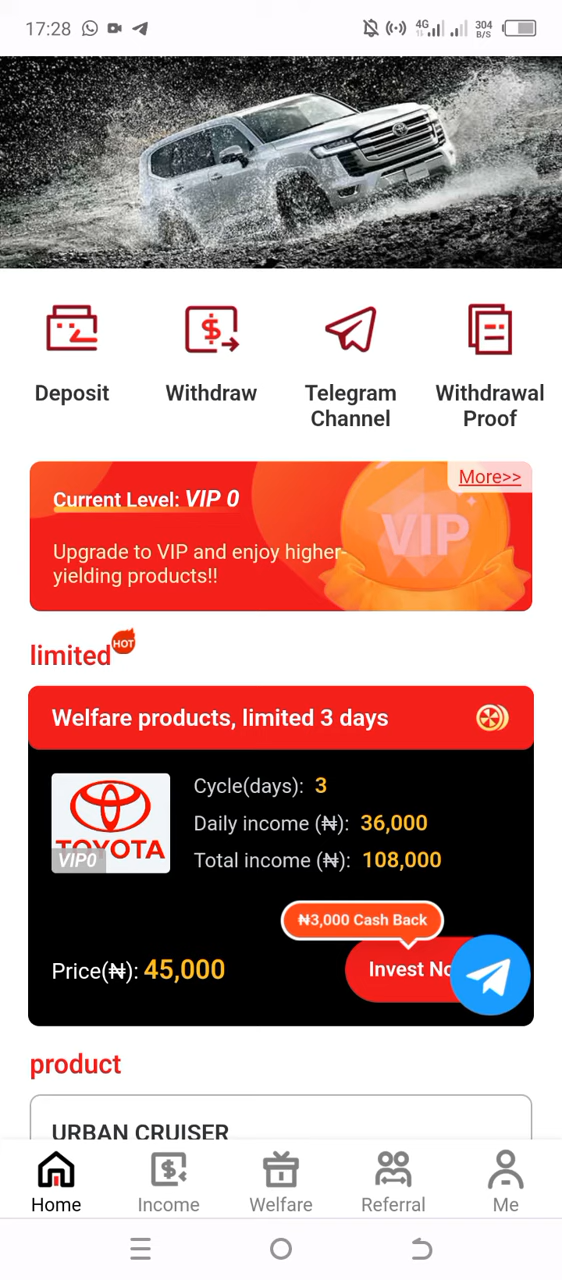 17:28
4G
304
B/S
Deposit
Withdraw
Telegram
Channel
Withdrawal
Proof
More>>
Current Level: VIP 0
VIP
Upgrade to VIP and enjoy higher-
yielding products!!
limited
HOT
Welfare products, limited 3 days
Cycle(days): 3
Daily income (₦): 36,000
Total income (₦): 108,000
TOYOTA
VIP0
₦3,000 Cash Back
Price(₦): 45,000
Invest No
product
URBAN CRUISER
Home
Income
Welfare
Referral
Me